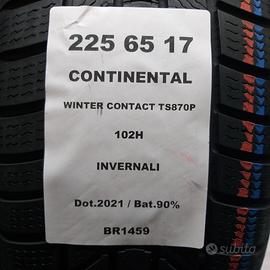 225 65 17
CONTINENTAL
WINTER CONTACT TS870P
102H
INVERNALI
Dot.2021 / Bat.90%
BR1459
subito